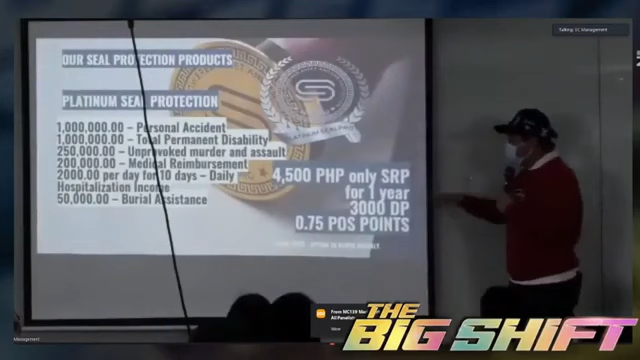 Talking: SC Management
OUR SEAL PROTECTION PRODUCTS
PLATINUM SEAL PROTECTION
1,000,000.00 – Personal Accident
1,000,000.00 – Total Permanent Disability
250,000.00 – Unprovoked murder and assault
200,000.00 – Medical Reimbursement
2000.00 per day for 10 days – Daily
Hospitalization Income
50,000.00 – Burial Assistance
4,500 PHP only SRP
for 1 year
3000 DP
0.75 POS POINTS
THE
BIG SHIFT
Management